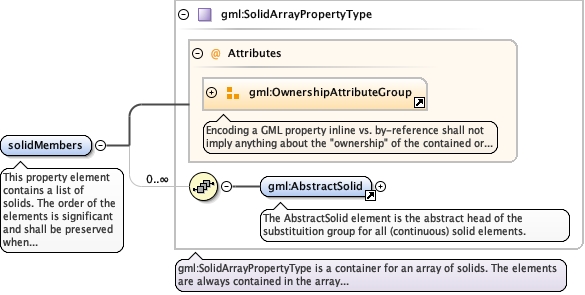 gml:SolidArrayPropertyType
@ Attributes
gml:OwnershipAttributeGroup
Encoding a GML property inline vs. by-reference shall not
imply anything about the "ownership" of the contained or...
solidMembers
This property element
contains a list of
solids. The order of
the elements is significant
and shall be preserved
when...
0..∞
gml:AbstractSolid
The AbstractSolid element is the abstract head of the
substitution group for all (continuous) solid elements.
gml:SolidArrayPropertyType is a container for an array of solids. The elements
are always contained in the array...